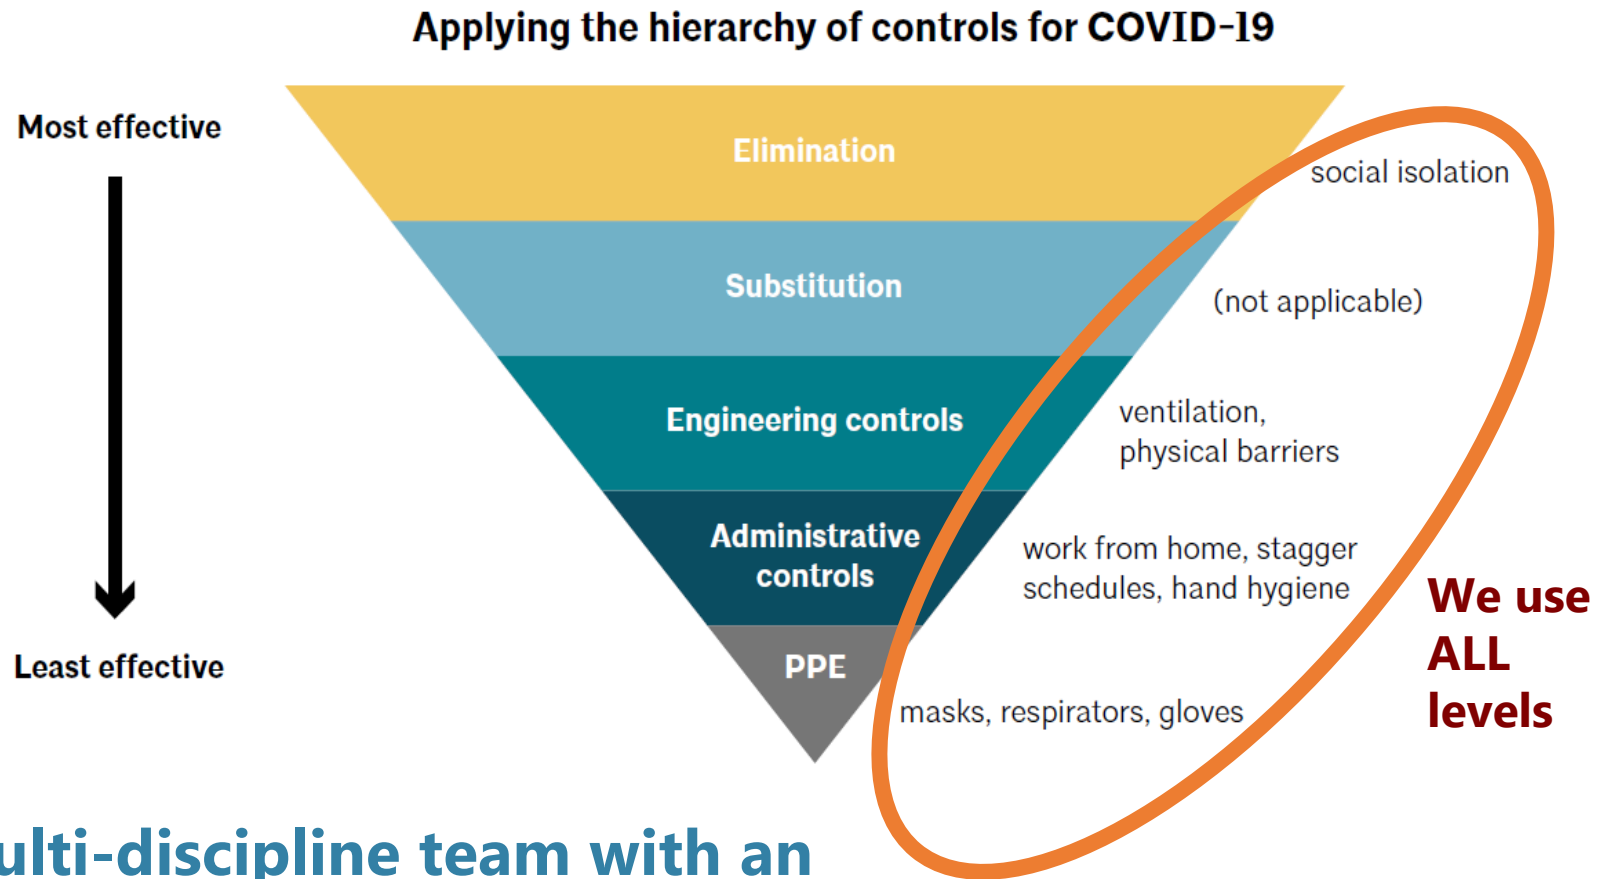 Applying the hierarchy of controls for COVID-19
Most effective
Elimination
social isolation
Substitution
(not applicable)
Engineering controls
ventilation,
physical barriers
Administrative
controls
work from home, stagger
schedules, hand hygiene
We use
ALL
levels
Least effective
PPE
masks, respirators, gloves
ulti-discipline team with an